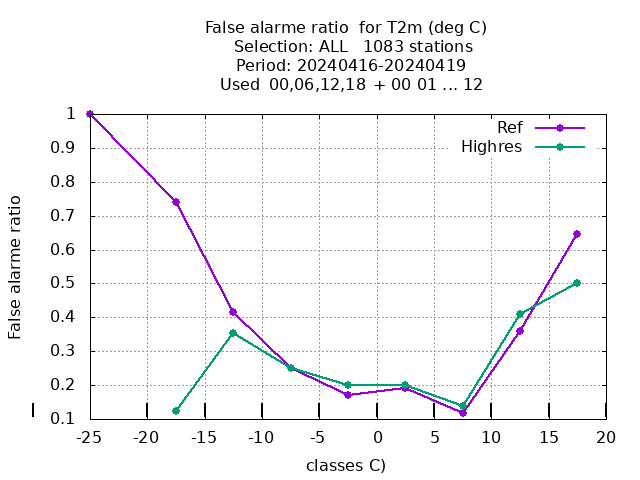 False alarme ratio  for T2m (deg C)
Selection: ALL   1083 stations
Period: 20240416-20240419
Used 00,06,12,18 + 00 01 ... 12
Ref
Highres
False alarme ratio
1
0.9
0.8
0.7
0.6
0.5
0.4
0.3
0.2
0.1
-25 -20 -15 -10 -5 0 5 10 15 20
classes C)